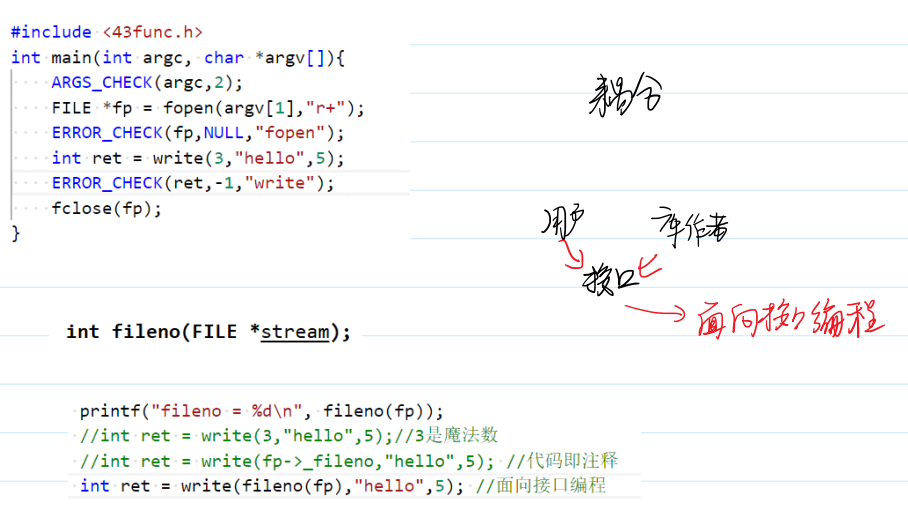 #include <43func.h>
int main(int argc, char *argv[]){
    ARGS_CHECK(argc,2);
    FILE *fp = fopen(argv[1],"r+");
    ERROR_CHECK(fp,NULL,"fopen");
    int ret = write(3,"hello",5);
    ERROR_CHECK(ret,-1,"write");
    fclose(fp);
}
耦合
用户 库作者
接口
面向接口编程
int fileno(FILE *stream);
printf("fileno = %d\n", fileno(fp));
//int ret = write(3,"hello",5);//3是魔法数
//int ret = write(fp->_fileno,"hello",5); //代码即注释
int ret = write(fileno(fp),"hello",5); //面向接口编程